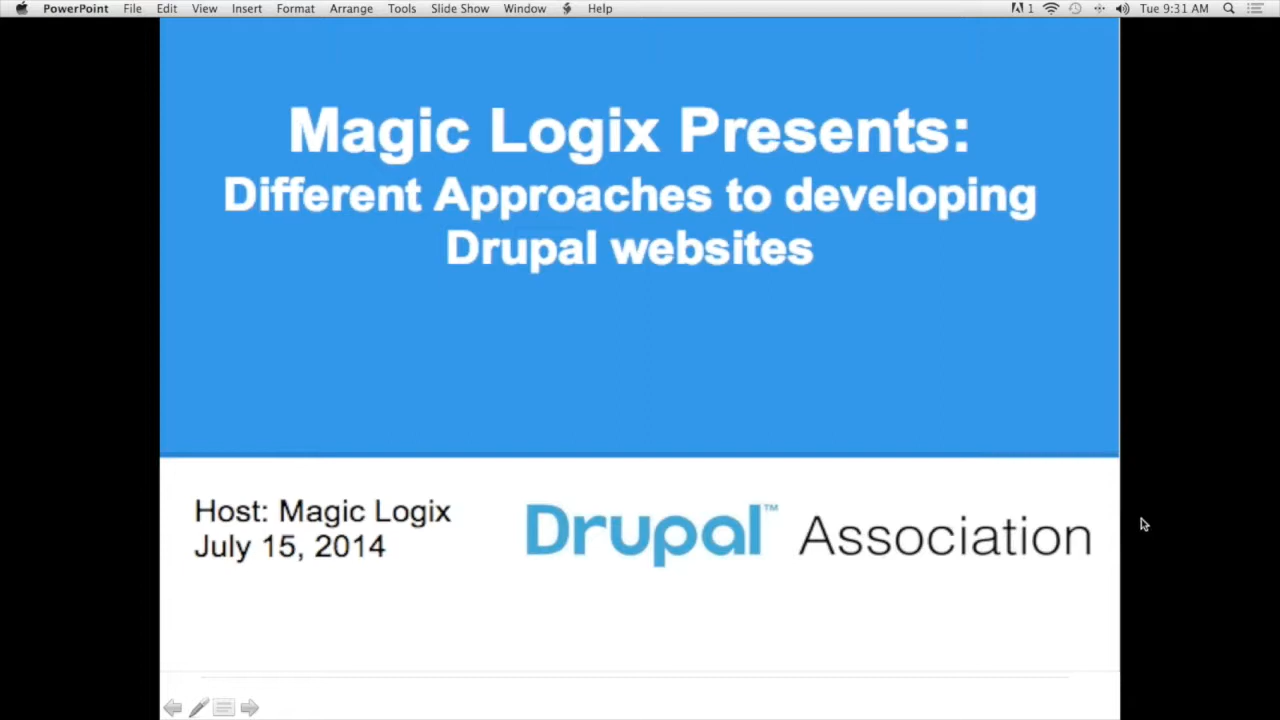 PowerPoint File Edit View Insert Format Arrange Tools Slide Show Window Help 1 Tue 9:31 AM
Magic Logix Presents:
Different Approaches to developing
Drupal websites
Host: Magic Logix
July 15, 2014
Drupal™ Association